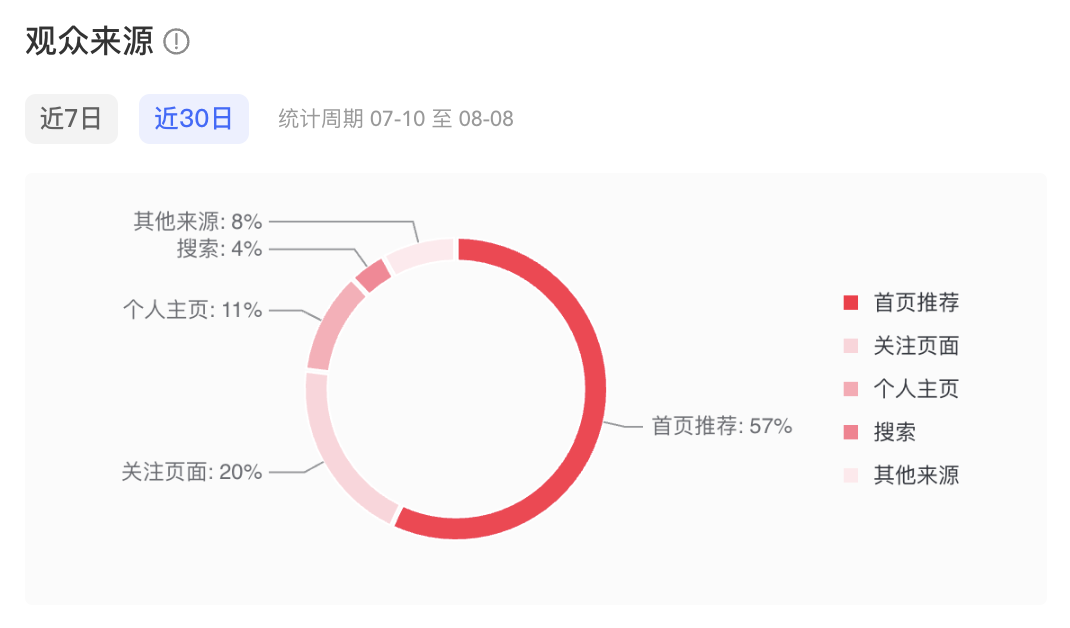 观众来源
近7日 近30日 统计周期 07-10 至 08-08
其他来源: 8%
搜索: 4%
个人主页: 11%
关注页面: 20%
首页推荐: 57%
首页推荐
关注页面
个人主页
搜索
其他来源